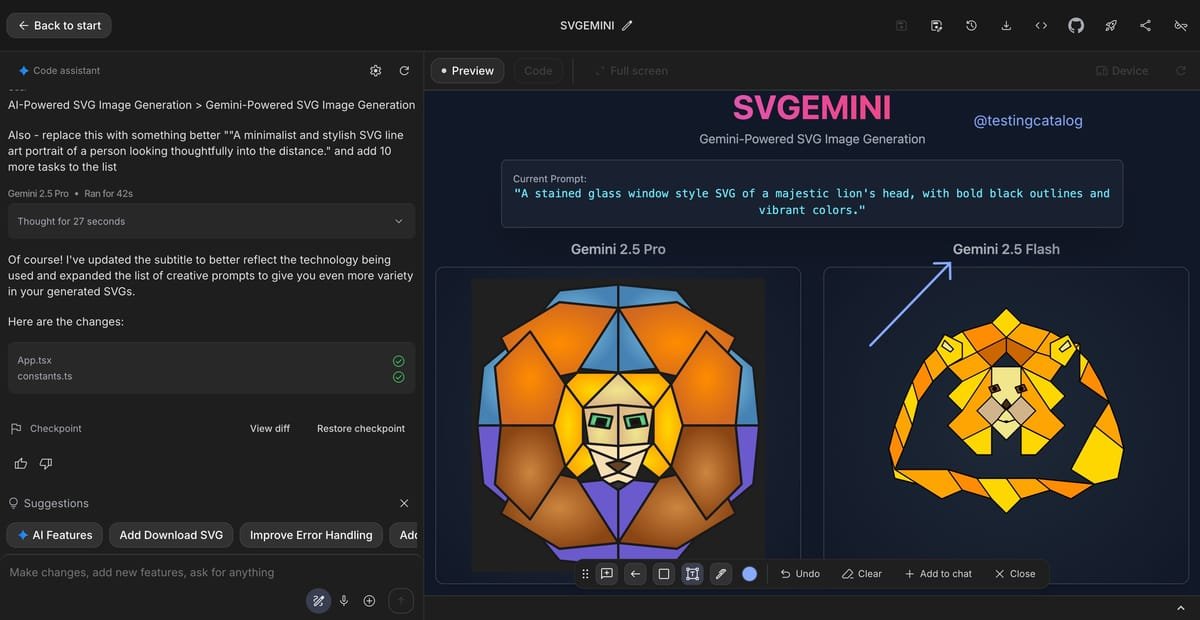 Back to start
SVGEMINI
Code assistant
AI-Powered SVG Image Generation > Gemini-Powered SVG Image Generation
Also - replace this with something better ""A minimalist and stylish SVG line
art portrait of a person looking thoughtfully into the distance." and add 10
more tasks to the list
Gemini 2.5 Pro • Ran for 42s
Thought for 27 seconds
Of course! I've updated the subtitle to better reflect the technology being
used and expanded the list of creative prompts to give you even more variety
in your generated SVGs.
Here are the changes:
App.tsx
constants.ts
Checkpoint
View diff
Restore checkpoint
Suggestions
AI Features
Add Download SVG
Improve Error Handling
Make changes, add new features, ask for anything
Preview
Code
Full screen
Device
SVGEMINI
Gemini-Powered SVG Image Generation
@testingcatalog
Current Prompt:
"A stained glass window style SVG of a majestic lion's head, with bold black outlines and
vibrant colors."
Gemini 2.5 Pro
Gemini 2.5 Flash
Undo
Clear
Add to chat
Close